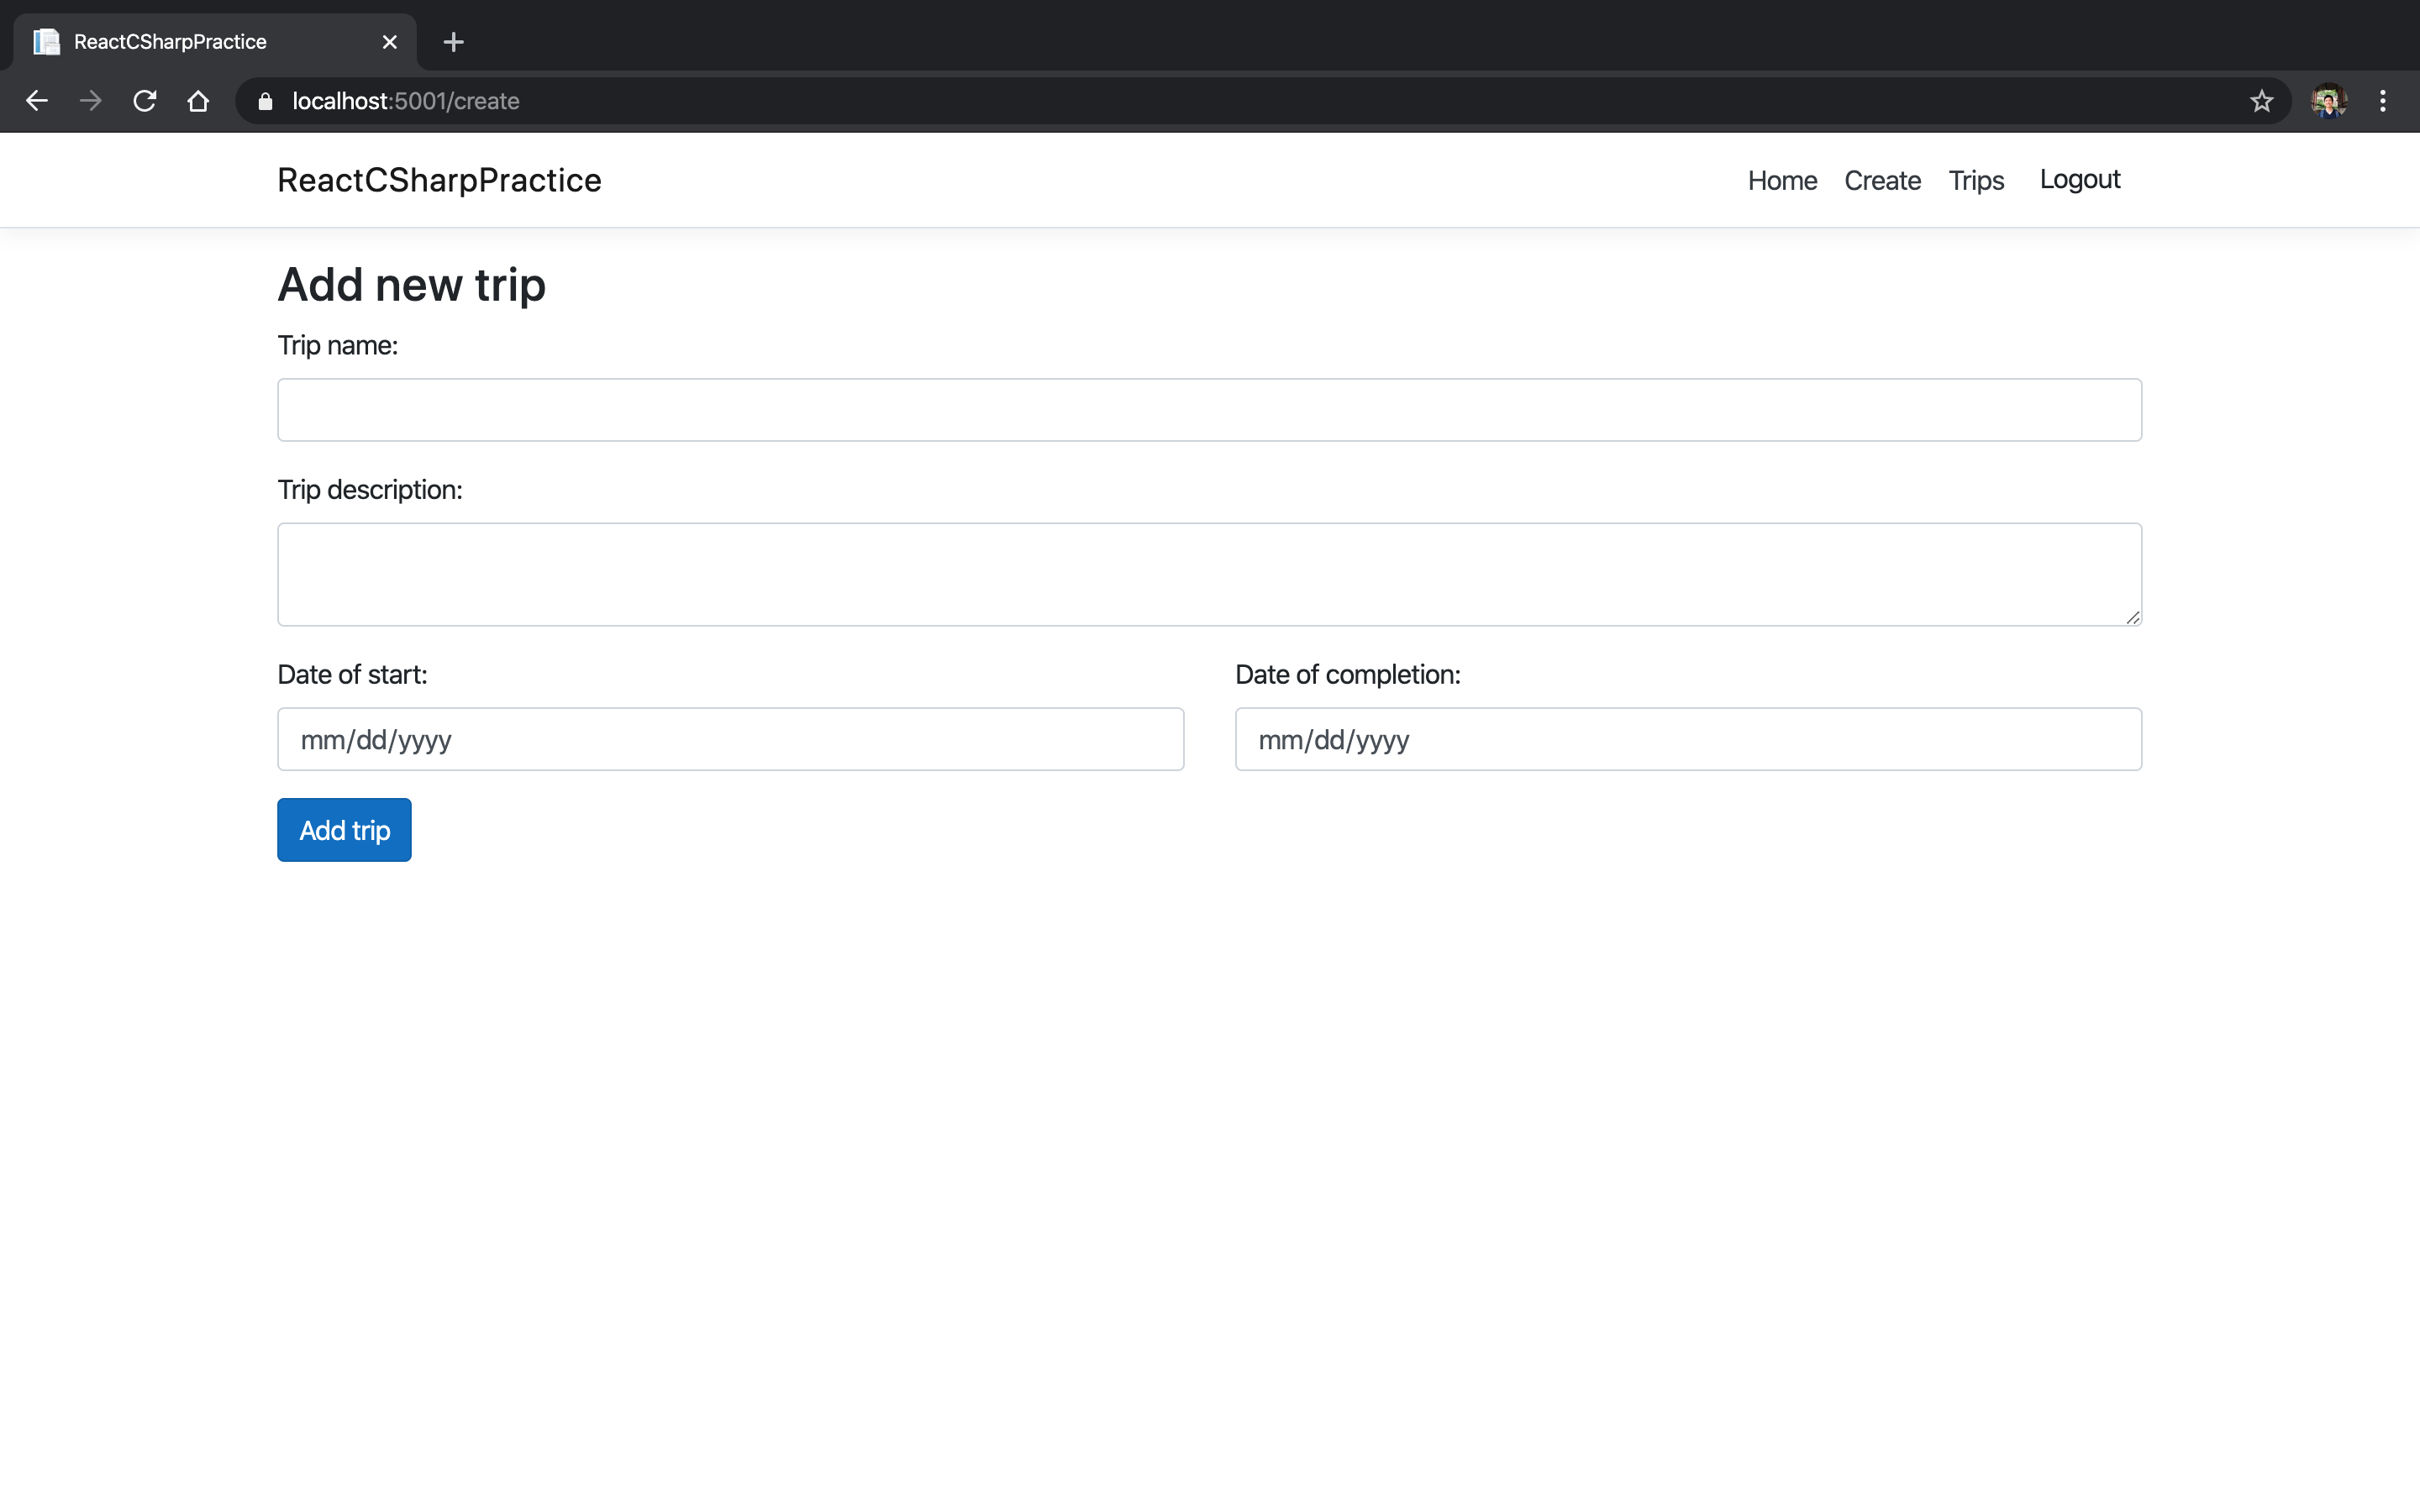 ReactCSharpPractice
localhost:5001/create
ReactCSharpPractice Home Create Trips Logout
Add new trip
Trip name:
Trip description:
Date of start: Date of completion:
mm/dd/yyyy mm/dd/yyyy
Add trip